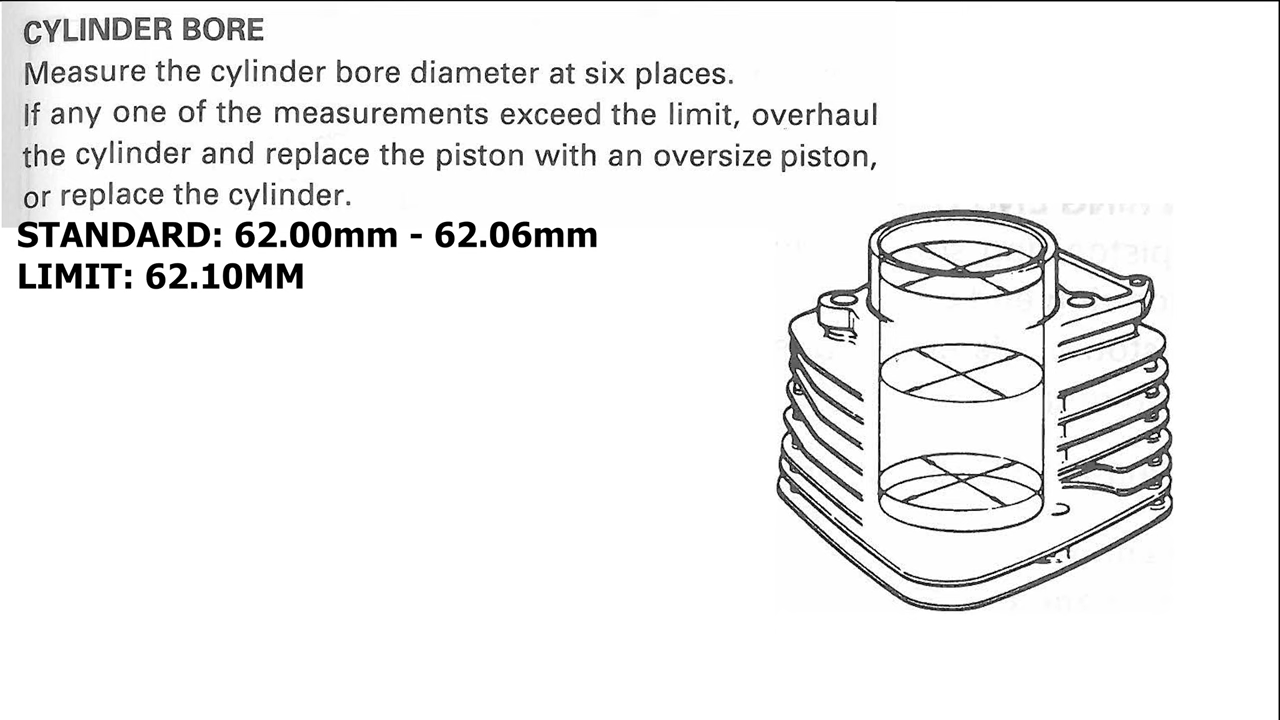 CYLINDER BORE
Measure the cylinder bore diameter at six places.
If any one of the measurements exceed the limit, overhaul
the cylinder and replace the piston with an oversize piston,
or replace the cylinder.
STANDARD: 62.00mm - 62.06mm
LIMIT: 62.10MM